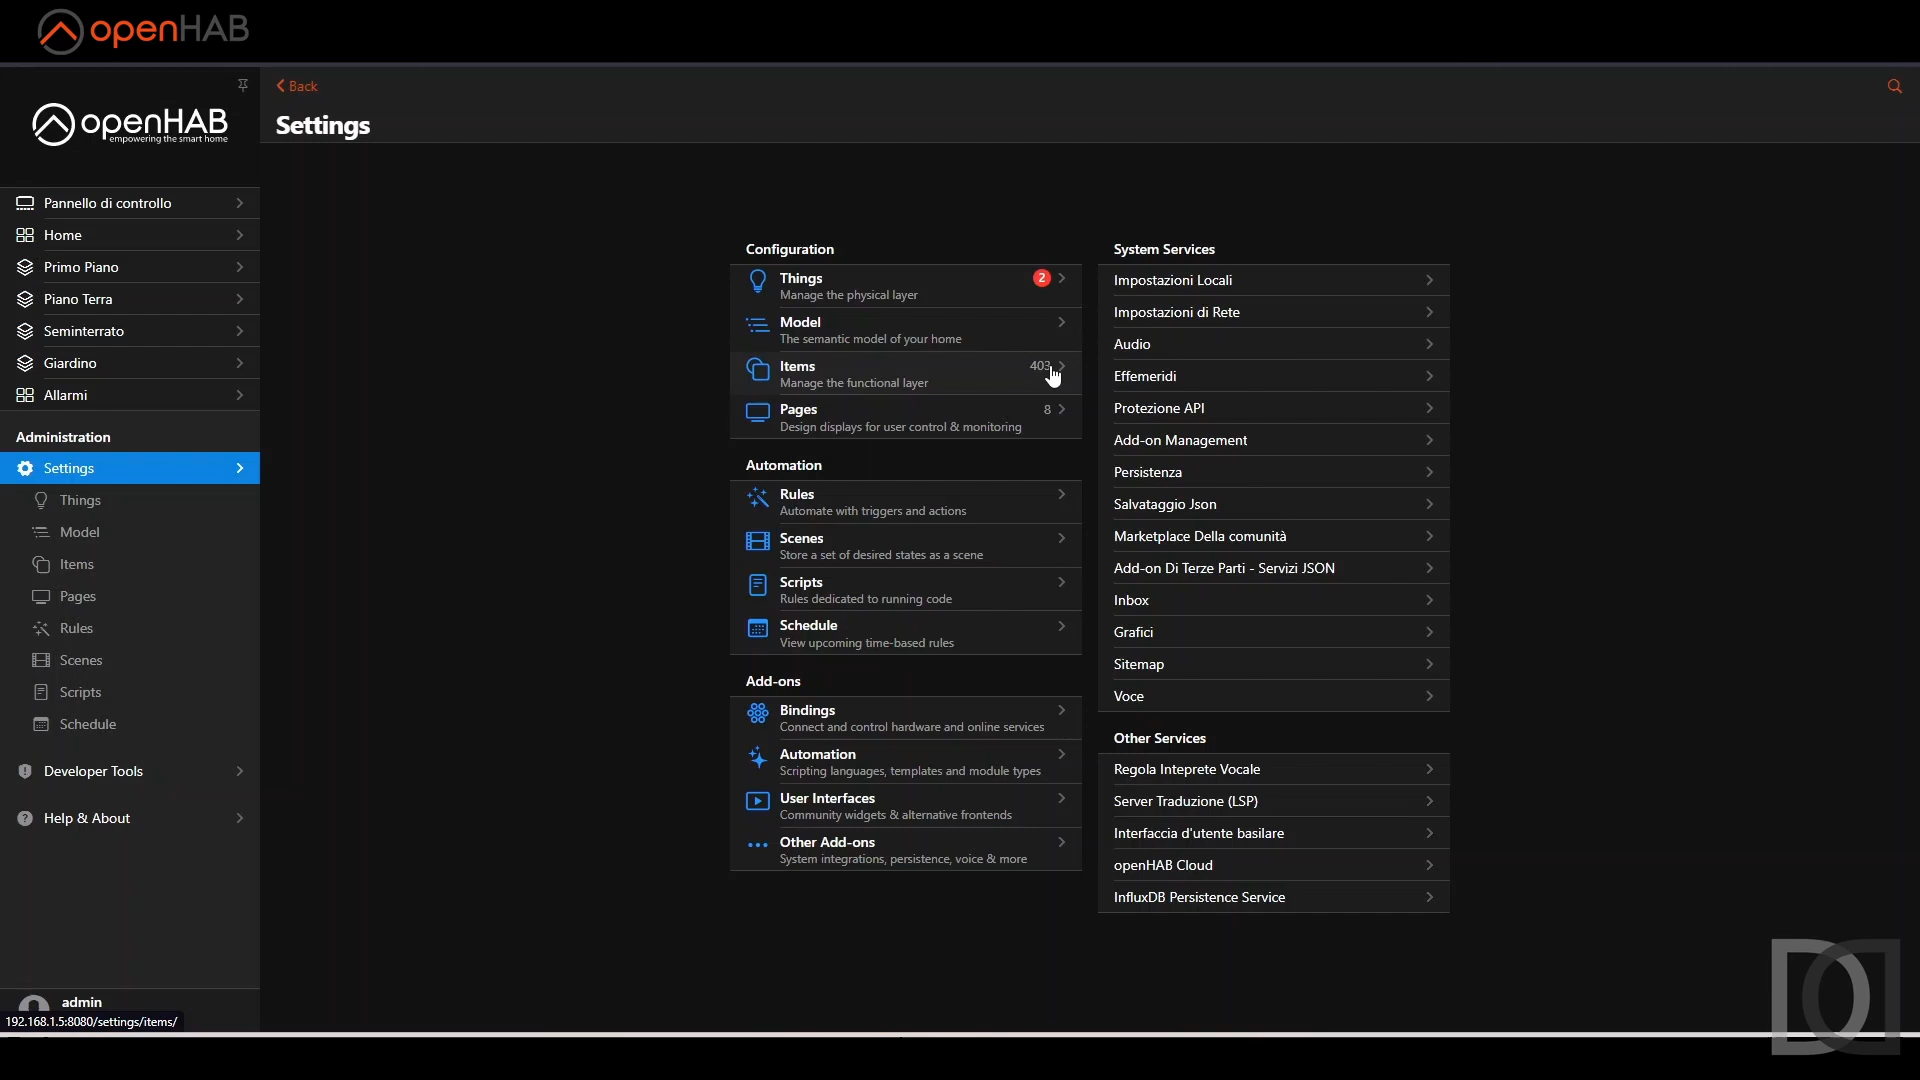 openHAB
Back
openHAB
empowering the smart home
Settings
Pannello di controllo
Home
Primo Piano
Piano Terra
Seminterrato
Giardino
Allarmi
Administration
Settings
Things
Model
Items
Pages
Rules
Scenes
Scripts
Schedule
Developer Tools
Help & About
admin
192.168.1.5:8080/settings/items/
Configuration
Things 2
Manage the physical layer
Model
The semantic model of your home
Items 403
Manage the functional layer
Pages 8
Design displays for user control & monitoring
Automation
Rules
Automate with triggers and actions
Scenes
Store a set of desired states as a scene
Scripts
Rules dedicated to running code
Schedule
View upcoming time-based rules
Add-ons
Bindings
Connect and control hardware and online services
Automation
Scripting languages, templates and module types
User Interfaces
Community widgets & alternative frontends
Other Add-ons
System integrations, persistence, voice & more
System Services
Impostazioni Locali
Impostazioni di Rete
Audio
Effemeridi
Protezione API
Add-on Management
Persistenza
Salvataggio Json
Marketplace Della comunità
Add-on Di Terze Parti - Servizi JSON
Inbox
Grafici
Sitemap
Voce
Other Services
Regola Inteprete Vocale
Server Traduzione (LSP)
Interfaccia d'utente basilare
openHAB Cloud
InfluxDB Persistence Service